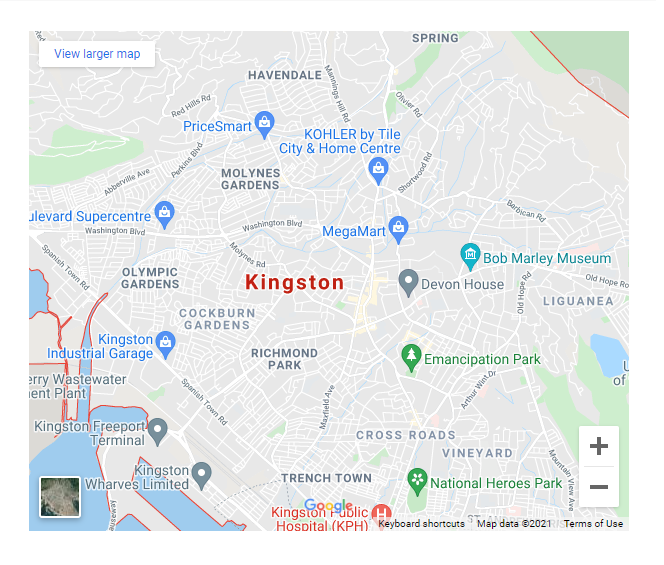 SPRING
View larger map
HAVENDALE
Mannings Hill Rd
Red Hills Rd
Olivier Rd
PriceSmart
KOHLER by Tile
City & Home Centre
Perkins Blvd
Shortwood Rd
Abberville Ave
MOLYNES
GARDENS
Berbican Rd
ulevard Supercentre
Washington Blvd
Washington Blvd
MegaMart
Spanish Town Rd
Molynes Rd
Bob Marley Museum
OLYMPIC
GARDENS
Kingston
Devon House
Old Hope Rd
Old Hope Ro
LIGUANEA
COCKBURN
GARDENS
Kingston
Industrial Garage
RICHMOND
PARK
Emancipation Park
U
of
erry Wastewater
ent Plant
Spanish Town Rd
Maxfield Ave
Arthur Wint Dr
Kingston Freeport
Terminal
CROSS ROADS
VINEYARD
Mountain View Ave
Kingston
Wharves Limited
TRENCH TOWN
National Heroes Park
auseway
Google
Kingston Public
Hospital (KPH)
Keyboard shortcuts
Map data ©2021
Terms of Use